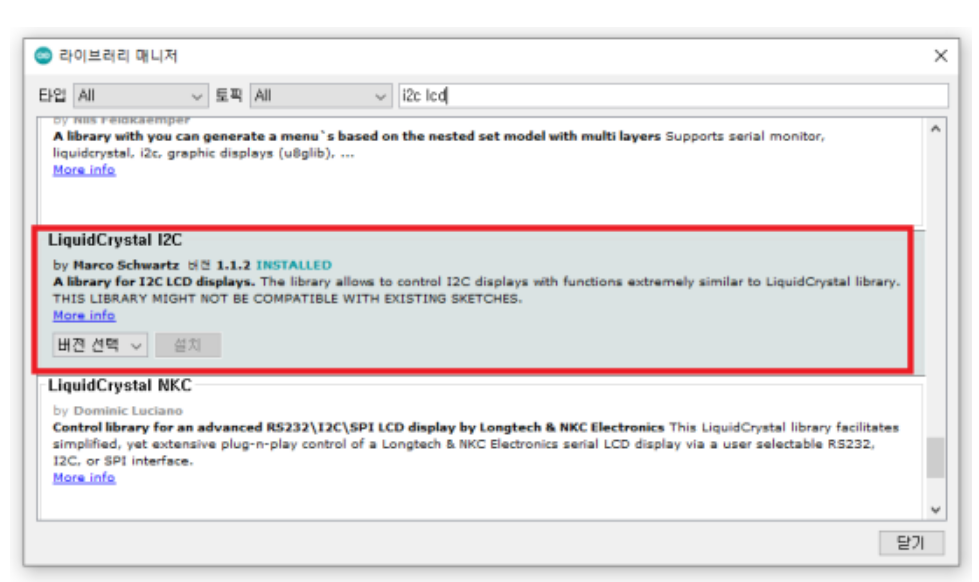 라이브러리 매니저
타입 All 토픽 All i2c lcd
by Nils Feldkaemper
A library with you can generate a menu`s based on the nested set model with multi layers Supports serial monitor,
liquidcrystal, i2c, graphic displays (u8glib), ...
More info
LiquidCrystal I2C
by Marco Schwartz 버전 1.1.2 INSTALLED
A library for I2C LCD displays. The library allows to control I2C displays with functions extremely similar to LiquidCrystal library.
THIS LIBRARY MIGHT NOT BE COMPATIBLE WITH EXISTING SKETCHES.
More info
버전 선택 설치
LiquidCrystal NKC
by Dominic Luciano
Control library for an advanced RS232\I2C\SPI LCD display by Longtech & NKC Electronics This LiquidCrystal library facilitates
simplified, yet extensive plug-n-play control of a Longtech & NKC Electronics serial LCD display via a user selectable RS232,
I2C, or SPI interface.
More info
닫기